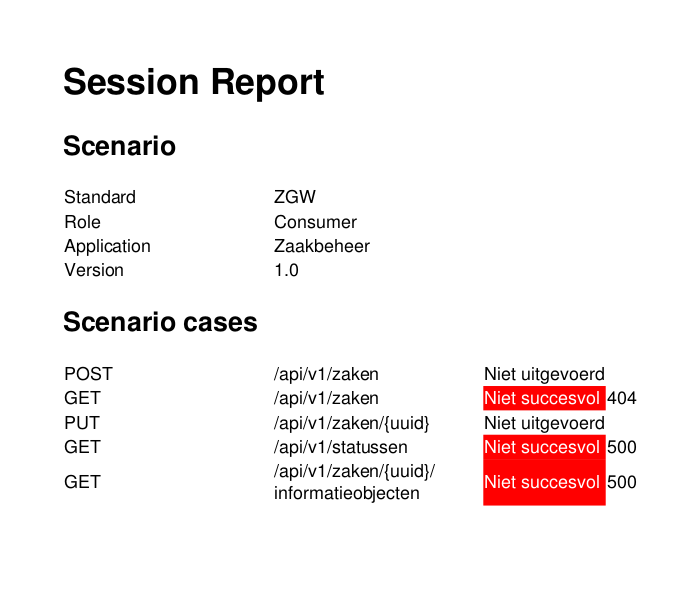 Session Report
Scenario
Standard ZGW
Role Consumer
Application Zaakbeheer
Version 1.0
Scenario cases
POST /api/v1/zaken Niet uitgevoerd
GET /api/v1/zaken Niet succesvol 404
PUT /api/v1/zaken/{uuid} Niet uitgevoerd
GET /api/v1/statussen Niet succesvol 500
GET /api/v1/zaken/{uuid}/ Niet succesvol 500
informatieobjecten